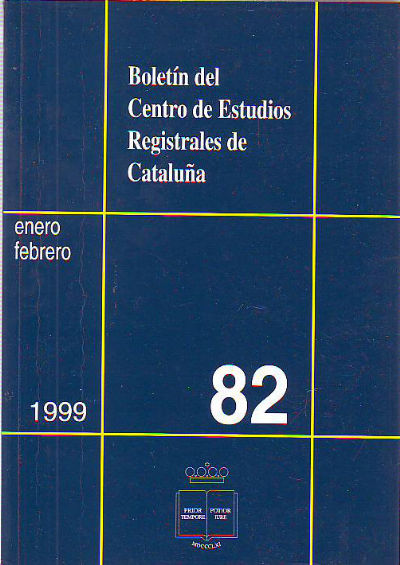 Boletín del
Centro de Estudios
Registrales de
Cataluña
enero
febrero
1999
82
PRIOR POTIOR
TEMPORE IURE
MDCCCLXI